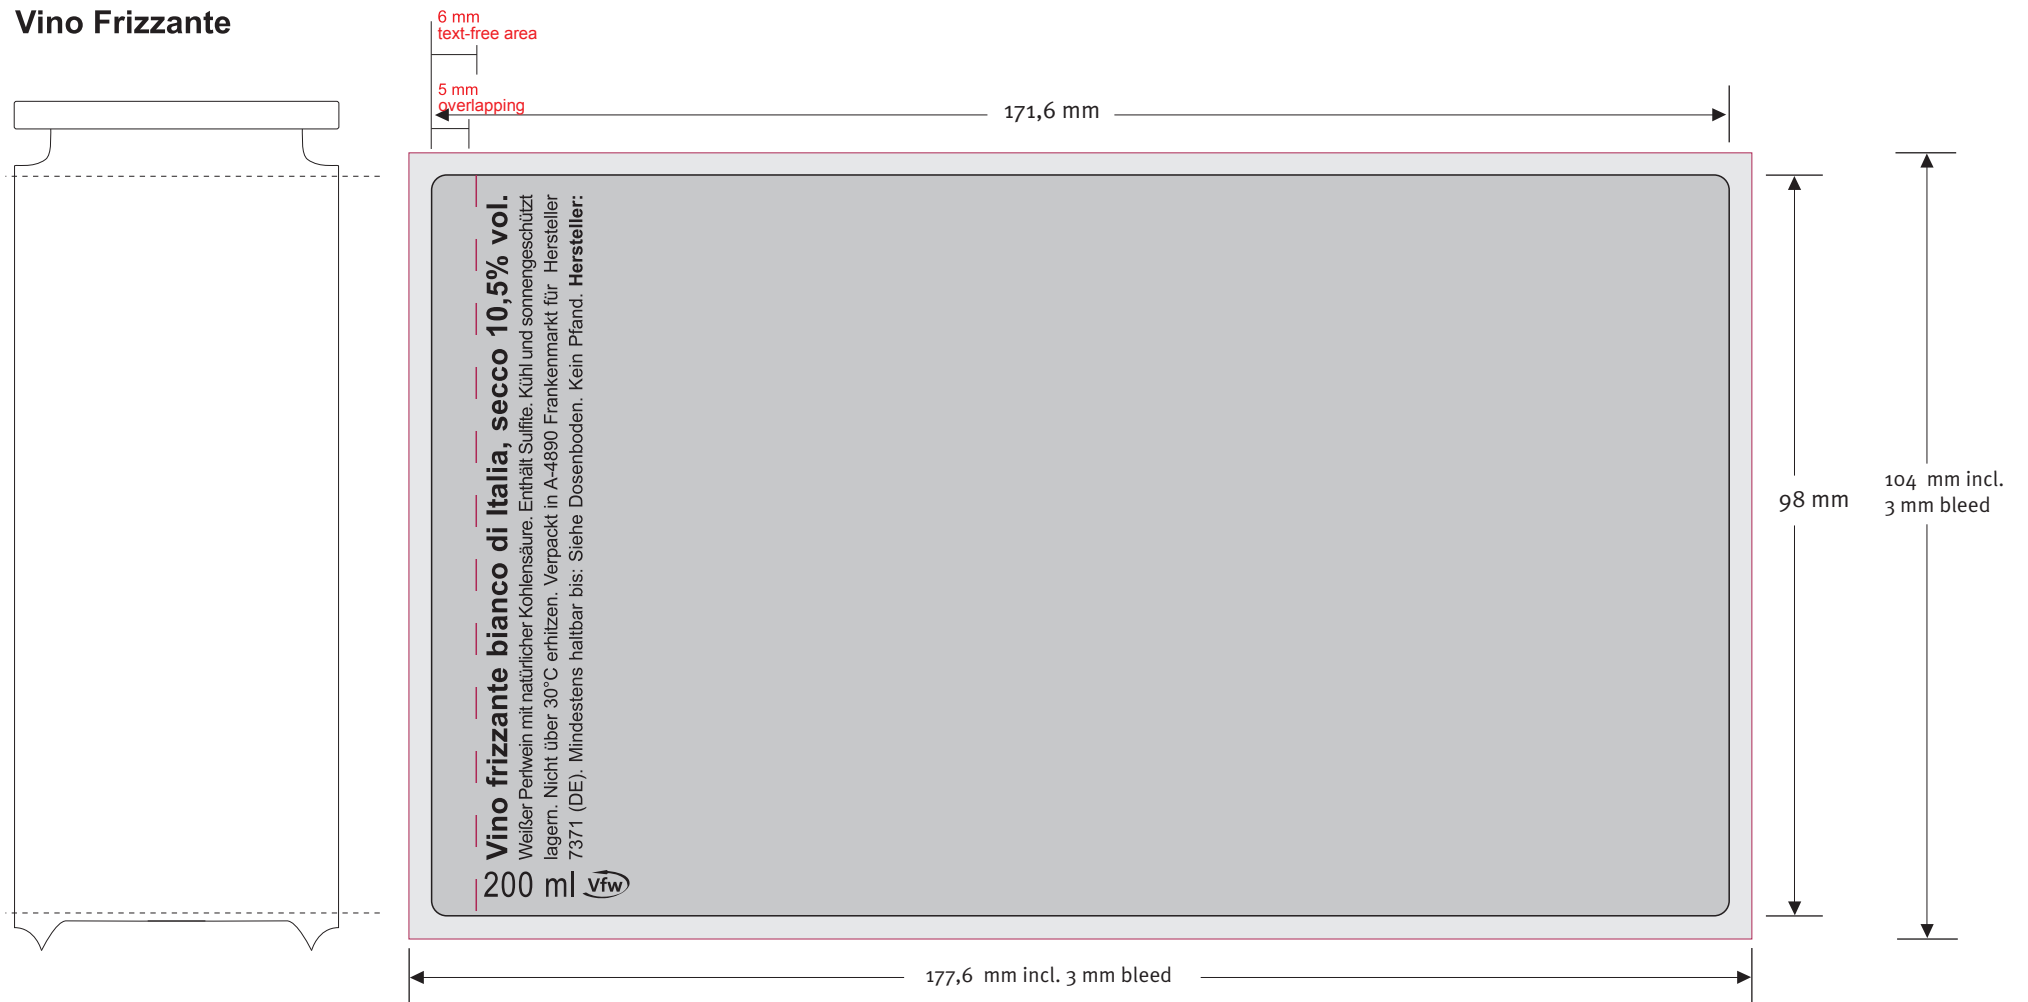 Vino Frizzante
6 mm
text-free area
5 mm
overlapping
171,6 mm
Vino frizzante bianco di Italia, secco 10,5% vol.
Weißer Perlwein mit natürlicher Kohlensäure. Enthält Sulfite. Kühl und sonnengeschützt
lagern. Nicht über 30°C erhitzen. Verpackt in A-4890 Frankenmarkt für Hersteller
7371 (DE). Mindestens haltbar bis: Siehe Dosenboden. Kein Pfand. Hersteller:
200 ml Vfw
98 mm
104 mm incl.
3 mm bleed
177,6 mm incl. 3 mm bleed